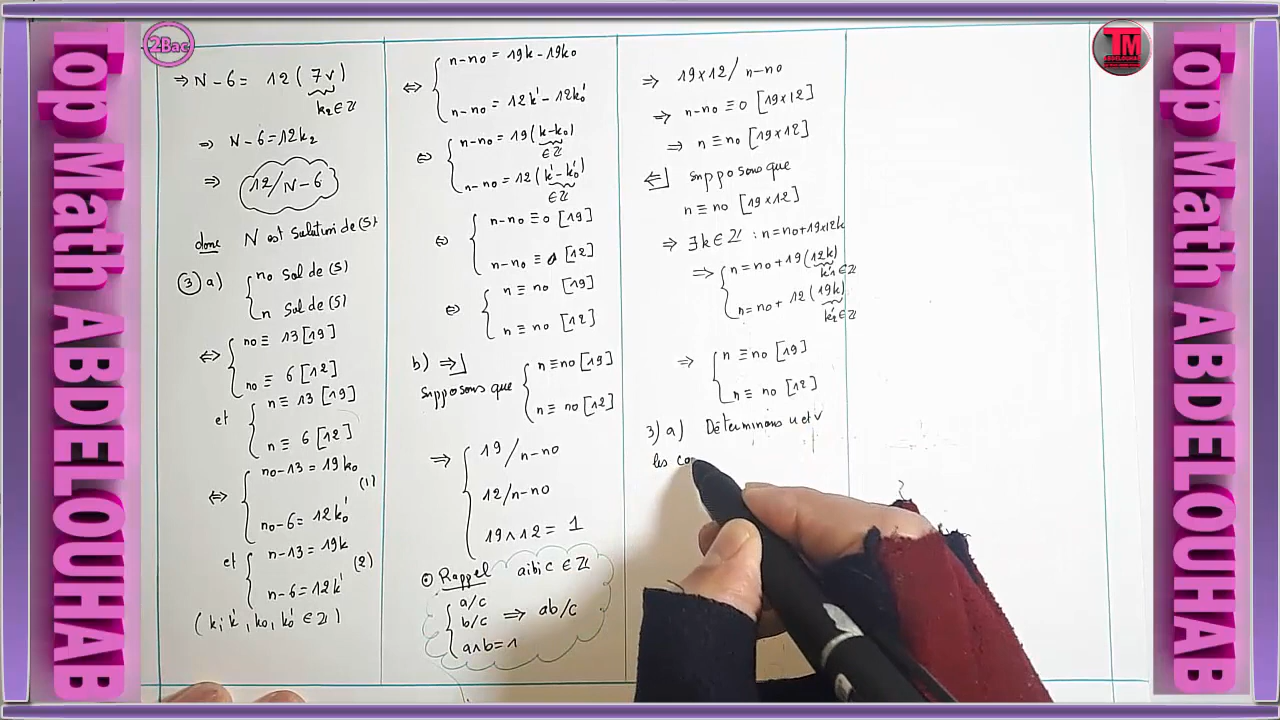 Top Math ABDELOUHAB
2Bac
⇒ N-6 = 12(7v)
k2 ∈ Z
⇒ N-6 = 12k2
⇒ 12/N-6
donc N est solution de (S)
③ a) { n0 sol de (S)
n sol de (S)
⇔ { n0 ≡ 13 [19]
n0 ≡ 6 [12]
et { n ≡ 13 [19]
n ≡ 6 [12]
⇔ { n0-13 = 19k0
(1)
n0-6 = 12k0'
et { n-13 = 19k
(2)
n-6 = 12k'
(k, k', k0, k0' ∈ Z)
⇔ { n-n0 = 19k - 19k0
n-n0 = 12k' - 12k0'
⇔ { n-n0 = 19(k-k0)
∈ Z
n-n0 = 12(k'-k0')
∈ Z
⇔ { n-n0 ≡ 0 [19]
n-n0 ≡ 0 [12]
⇔ { n ≡ n0 [19]
n ≡ n0 [12]
b) ⇒]
Supposons que { n ≡ n0 [19]
n ≡ n0 [12]
⇒ { 19/n-n0
12/n-n0
19∧12 = 1
⊙ Rappel a,b,c ∈ Z
{ a/c
b/c ⇒ ab/c
a∧b=1
⇒ 19×12/n-n0
⇒ n-n0 ≡ 0 [19×12]
⇒ n ≡ n0 [19×12]
⇐] Supposons que
n ≡ n0 [19×12]
⇒ ∃k ∈ Z : n = n0+19×12k
⇒ { n = n0 + 19(12k)
k1 ∈ Z
n = n0 + 12(19k)
k2 ∈ Z
⇒ { n ≡ n0 [19]
n ≡ n0 [12]
3) a) Déterminons u et v
les co
TM
ABDELOUHAB
Top Math ABDELOUHAB